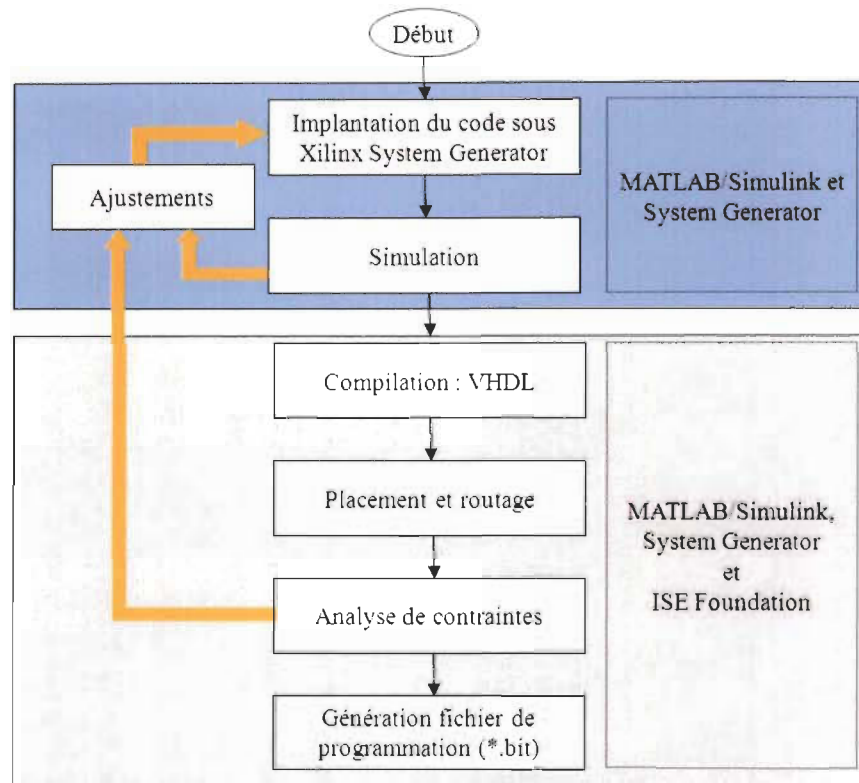 Début
Implantation du code sous
Xilinx System Generator
Ajustements
MATLAB/Simulink et
System Generator
Simulation
Compilation : VHDL
Placement et routage
MATLAB/Simulink,
System Generator
et
ISE Foundation
Analyse de contraintes
Génération fichier de
programmation (*.bit)